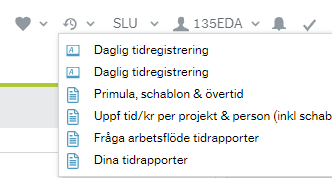 SLU 135EDA
Daglig tidregistrering
Daglig tidregistrering
Primula, schablon & övertid
Uppf tid/kr per projekt & person (inkl schab
Fråga arbetsflöde tidrapporter
Dina tidrapporter